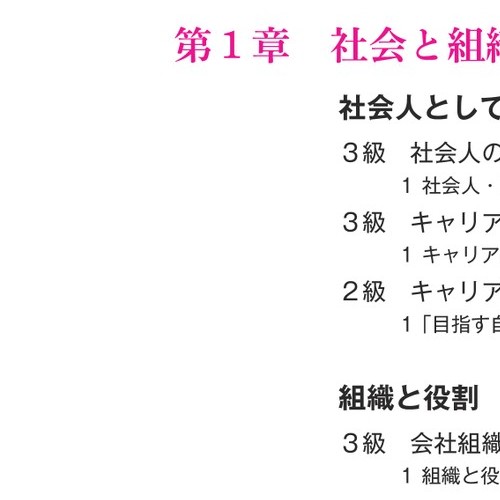 第１章　社会と組織
社会人として
３級　社会人の
1 社会人・
３級　キャリア
1 キャリア
２級　キャリア
1「目指す自
組織と役割
３級　会社組織
1 組織と役